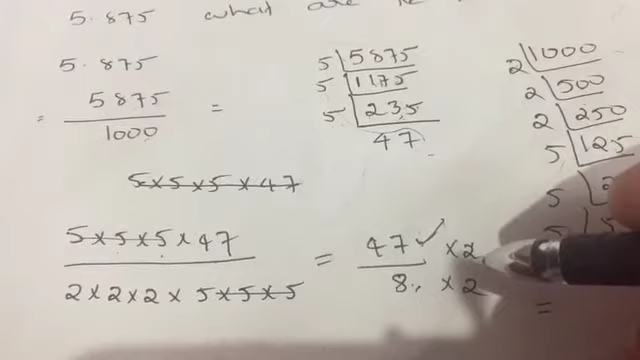 5.875 what are
5.875
= 5875 / 1000 =
5 | 5875
5 | 1175
5 | 235
47
2 | 1000
2 | 500
2 | 250
5 | 125
5
5
5×5×5×47
5×5×5×47 / 2×2×2×5×5×5 = 47 / 8 ✓ ×2 / ×2 =